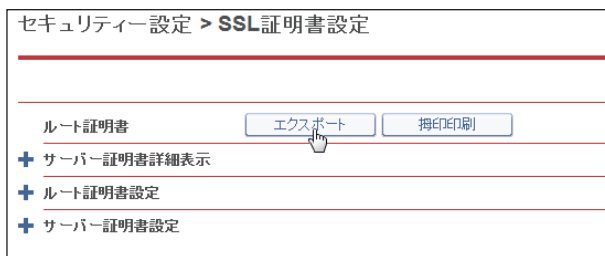 セキュリティー設定 > SSL証明書設定
ルート証明書 エクスポート 拇印印刷
サーバー証明書詳細表示
ルート証明書設定
サーバー証明書設定